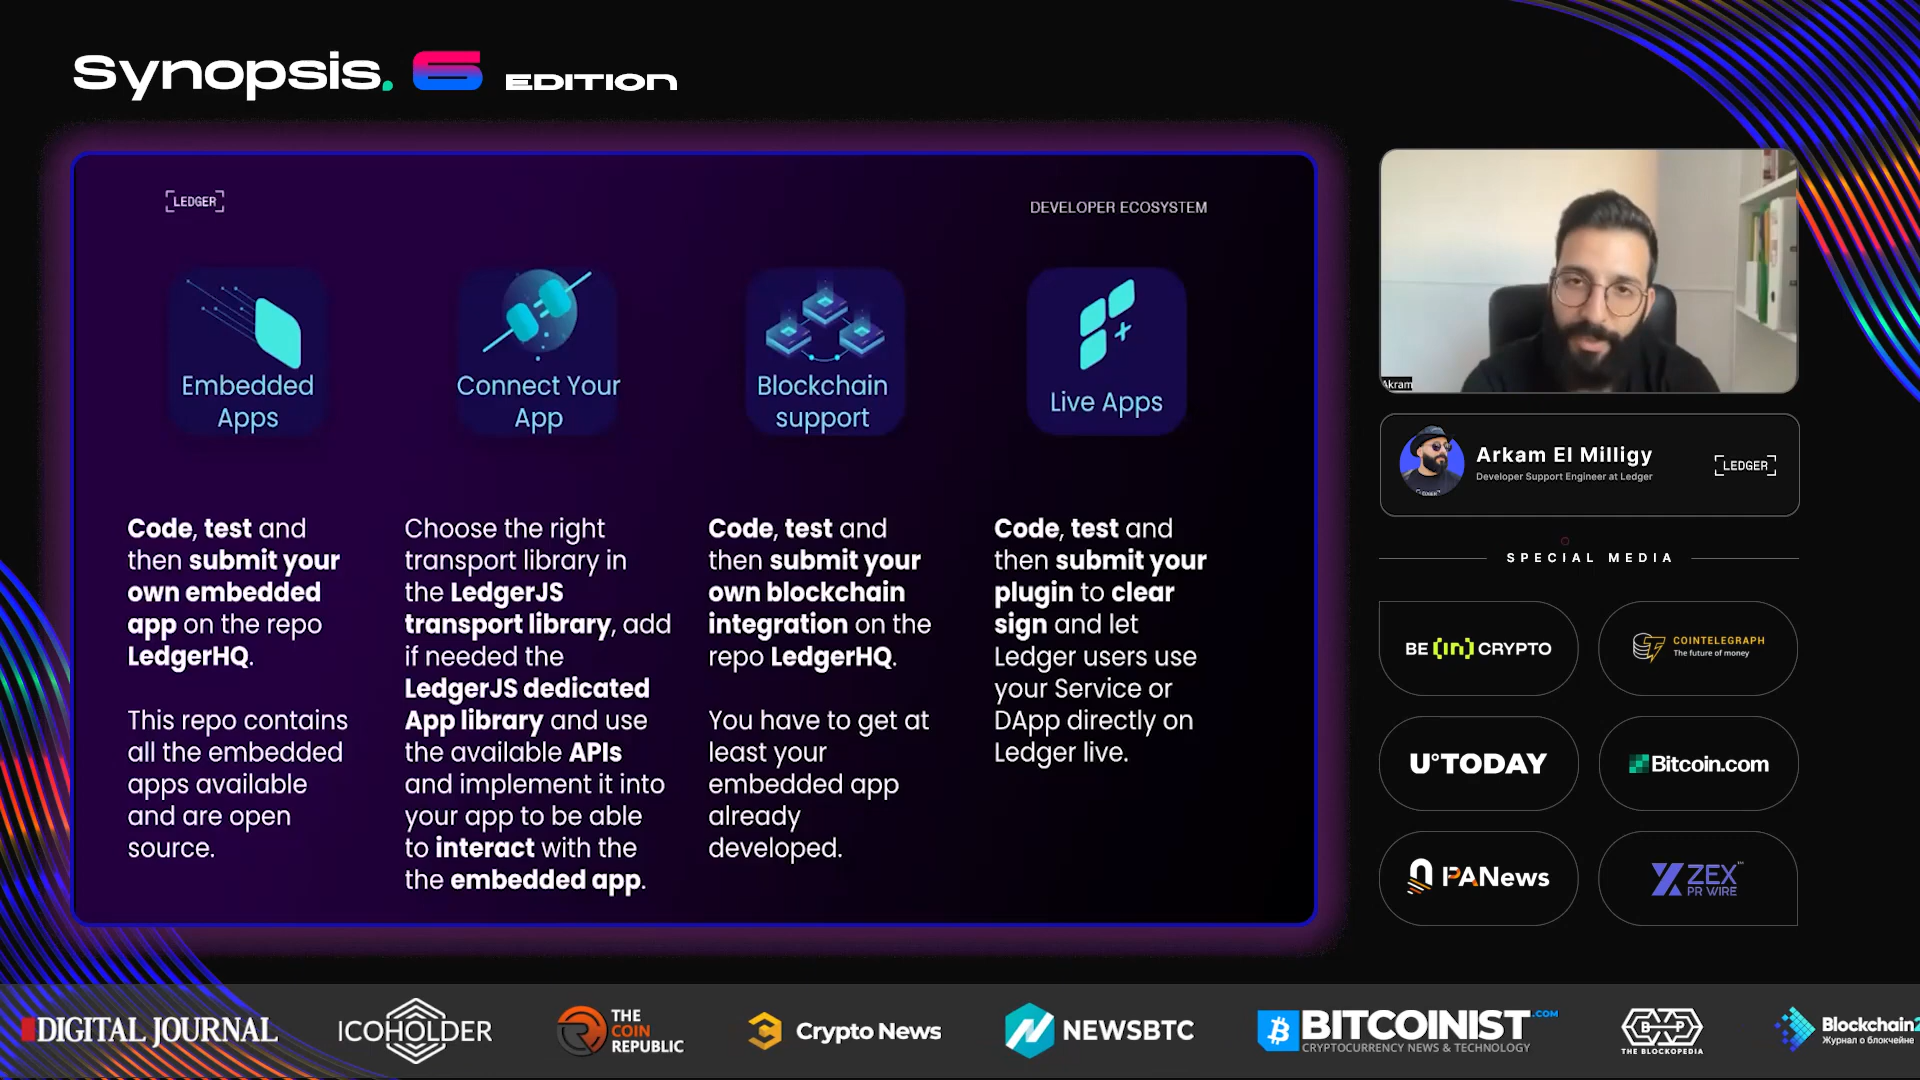 Synopsis. 6 EDITION
LEDGER
DEVELOPER ECOSYSTEM
Embedded
Apps
Connect Your
App
Blockchain
support
Live Apps
Code, test and
then submit your
own embedded
app on the repo
LedgerHQ.
This repo contains
all the embedded
apps available
and are open
source.
Choose the right
transport library in
the LedgerJS
transport library, add
if needed the
LedgerJS dedicated
App library and use
the available APIs
and implement it into
your app to be able
to interact with the
the embedded app.
Code, test and
then submit your
own blockchain
integration on the
repo LedgerHQ.
You have to get at
least your
embedded app
already
developed.
Code, test and
then submit your
plugin to clear
sign and let
Ledger users use
your Service or
DApp directly on
Ledger live.
Akram
Arkam El Milligy
Developer Support Engineer at Ledger
LEDGER
SPECIAL MEDIA
BE [in] CRYPTO
COINTELEGRAPH
The future of money
U°TODAY
Bitcoin.com
PANews
ZEX™
PR WIRE
DIGITAL JOURNAL
ICOHOLDER
THE
COIN
REPUBLIC
Crypto News
NEWSBTC
BITCOINIST.COM
CRYPTOCURRENCY NEWS & TECHNOLOGY
B P
THE BLOCKOPEDIA
Blockchain2
Журнал о блокчейне